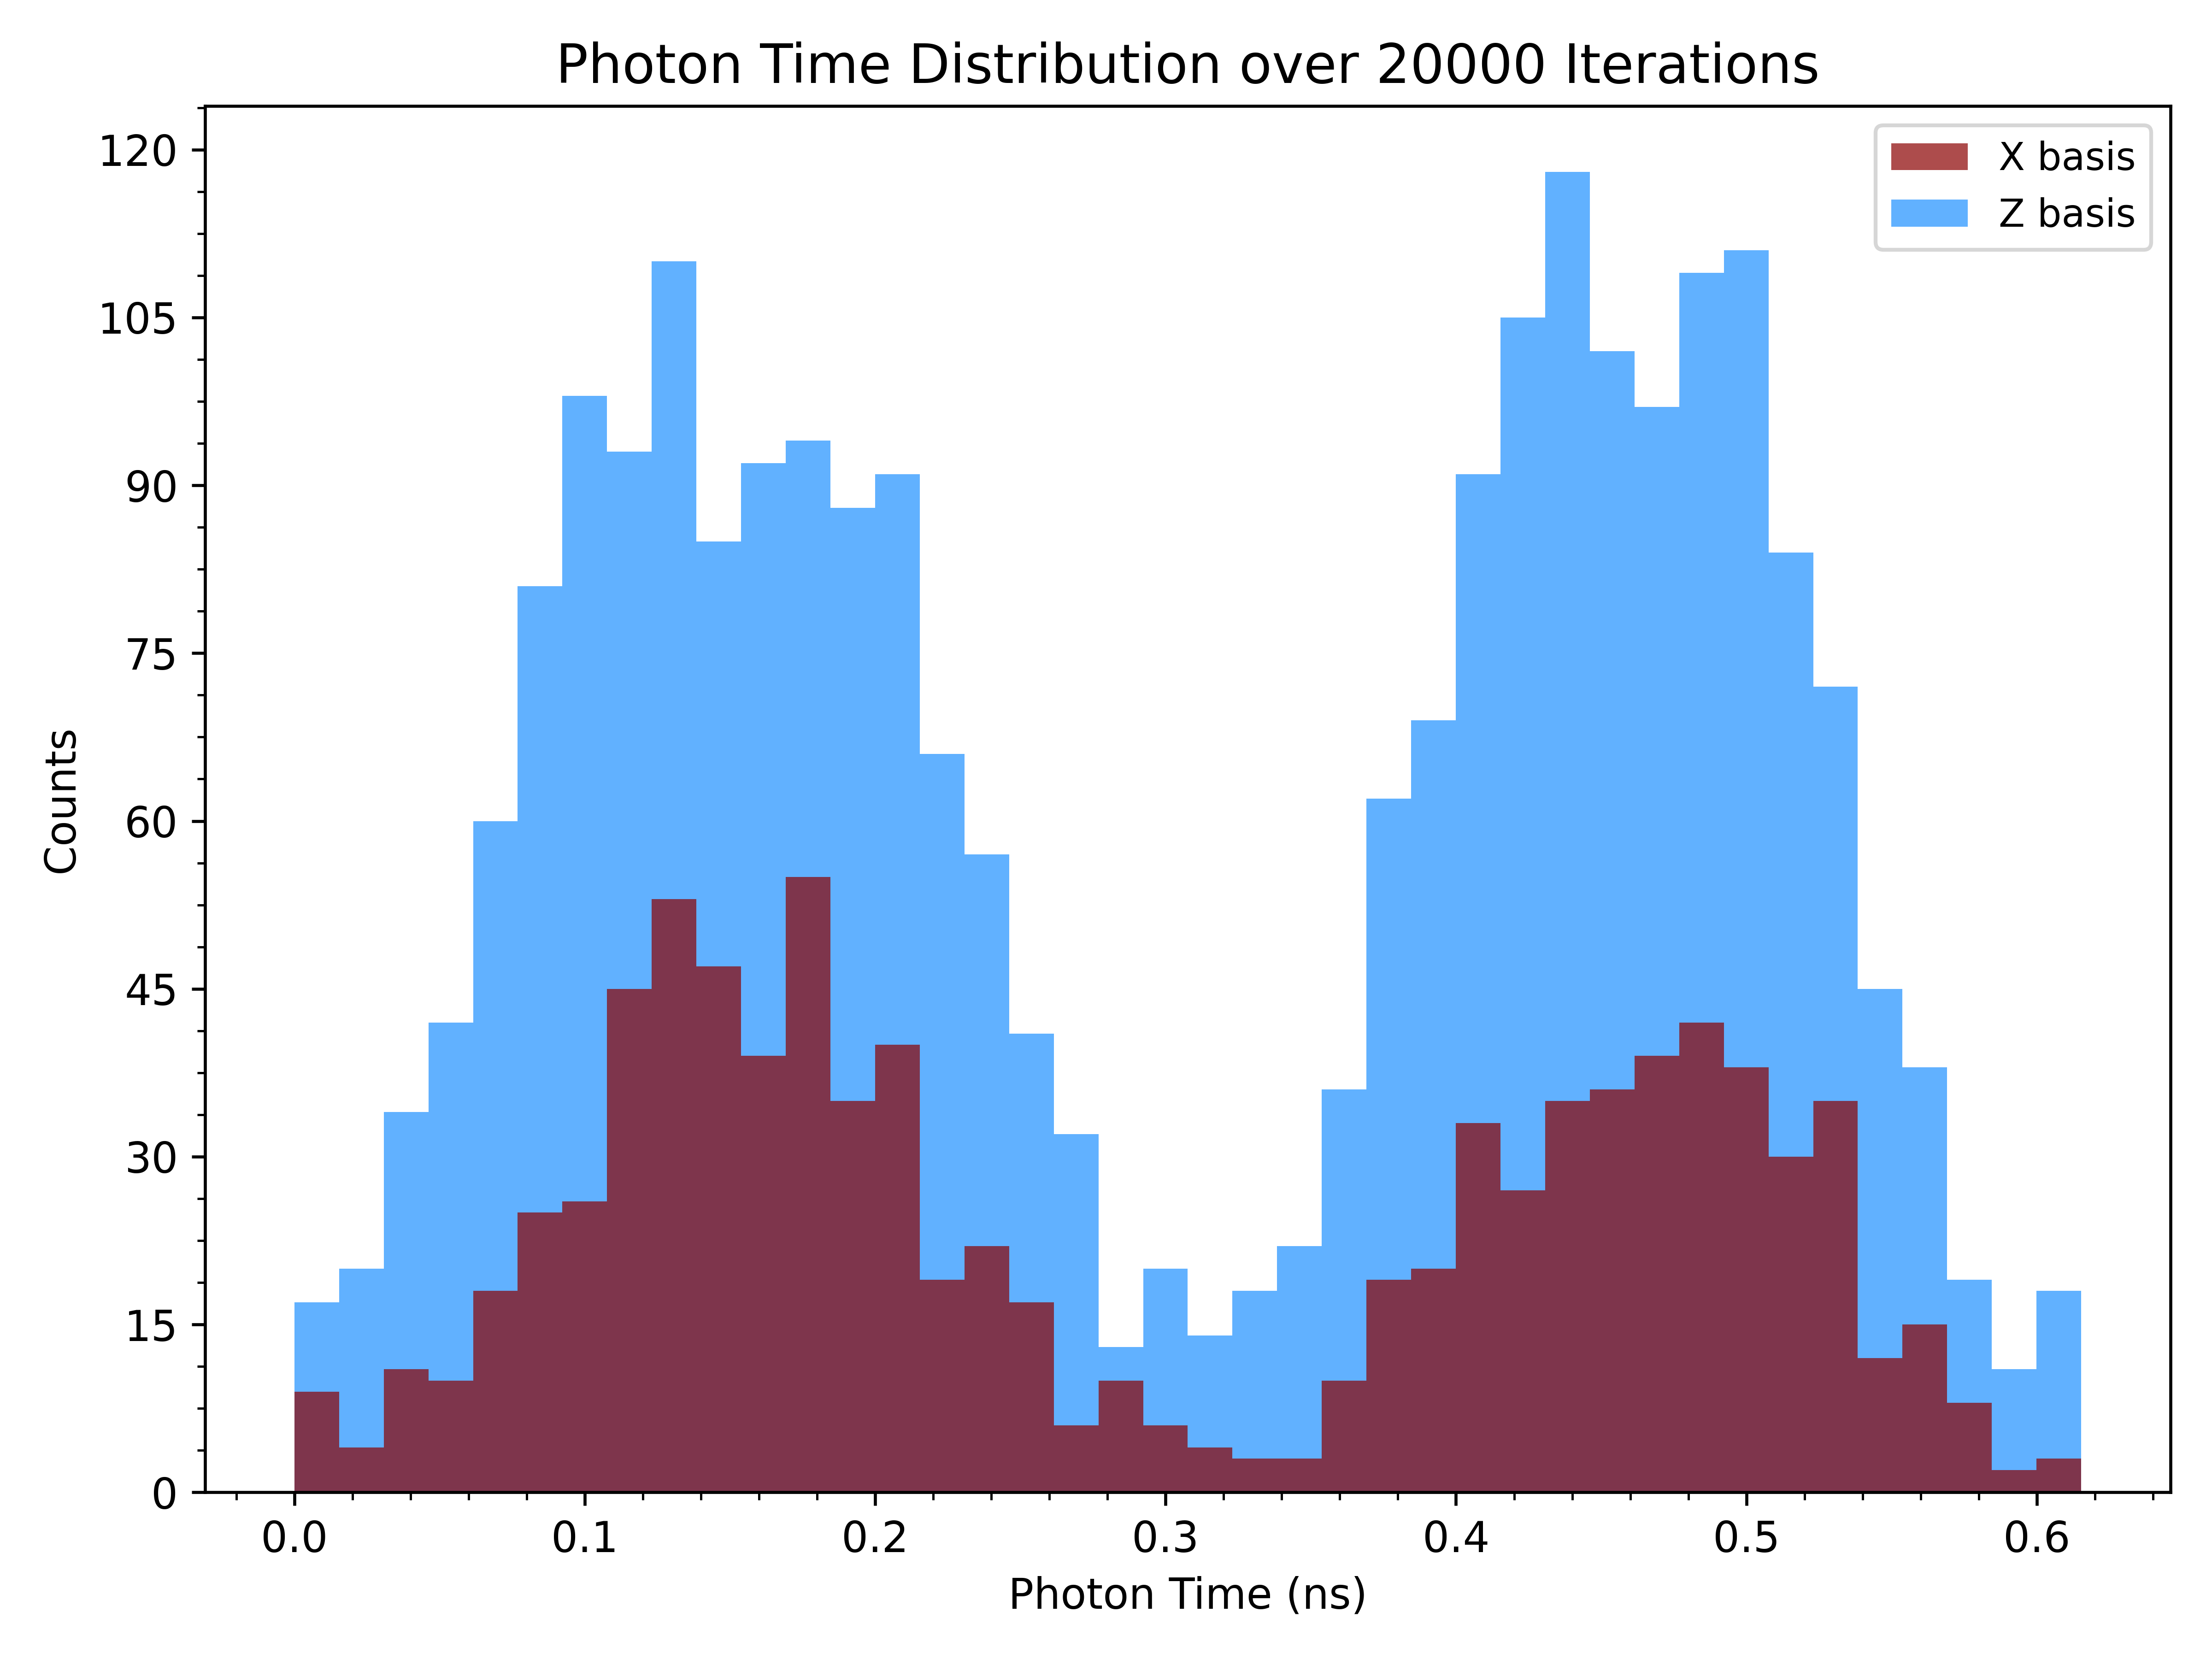 Photon Time Distribution over 20000 Iterations
X basis
Z basis
120
105
90
75
60
45
30
15
0
Counts
0.0 0.1 0.2 0.3 0.4 0.5 0.6
Photon Time (ns)